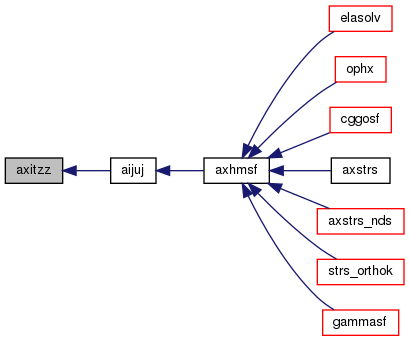 elasolv
ophx
cggosf
axitzz
aijuj
axhmsf
axstrs
axstrs_nds
strs_orthok
gammasf